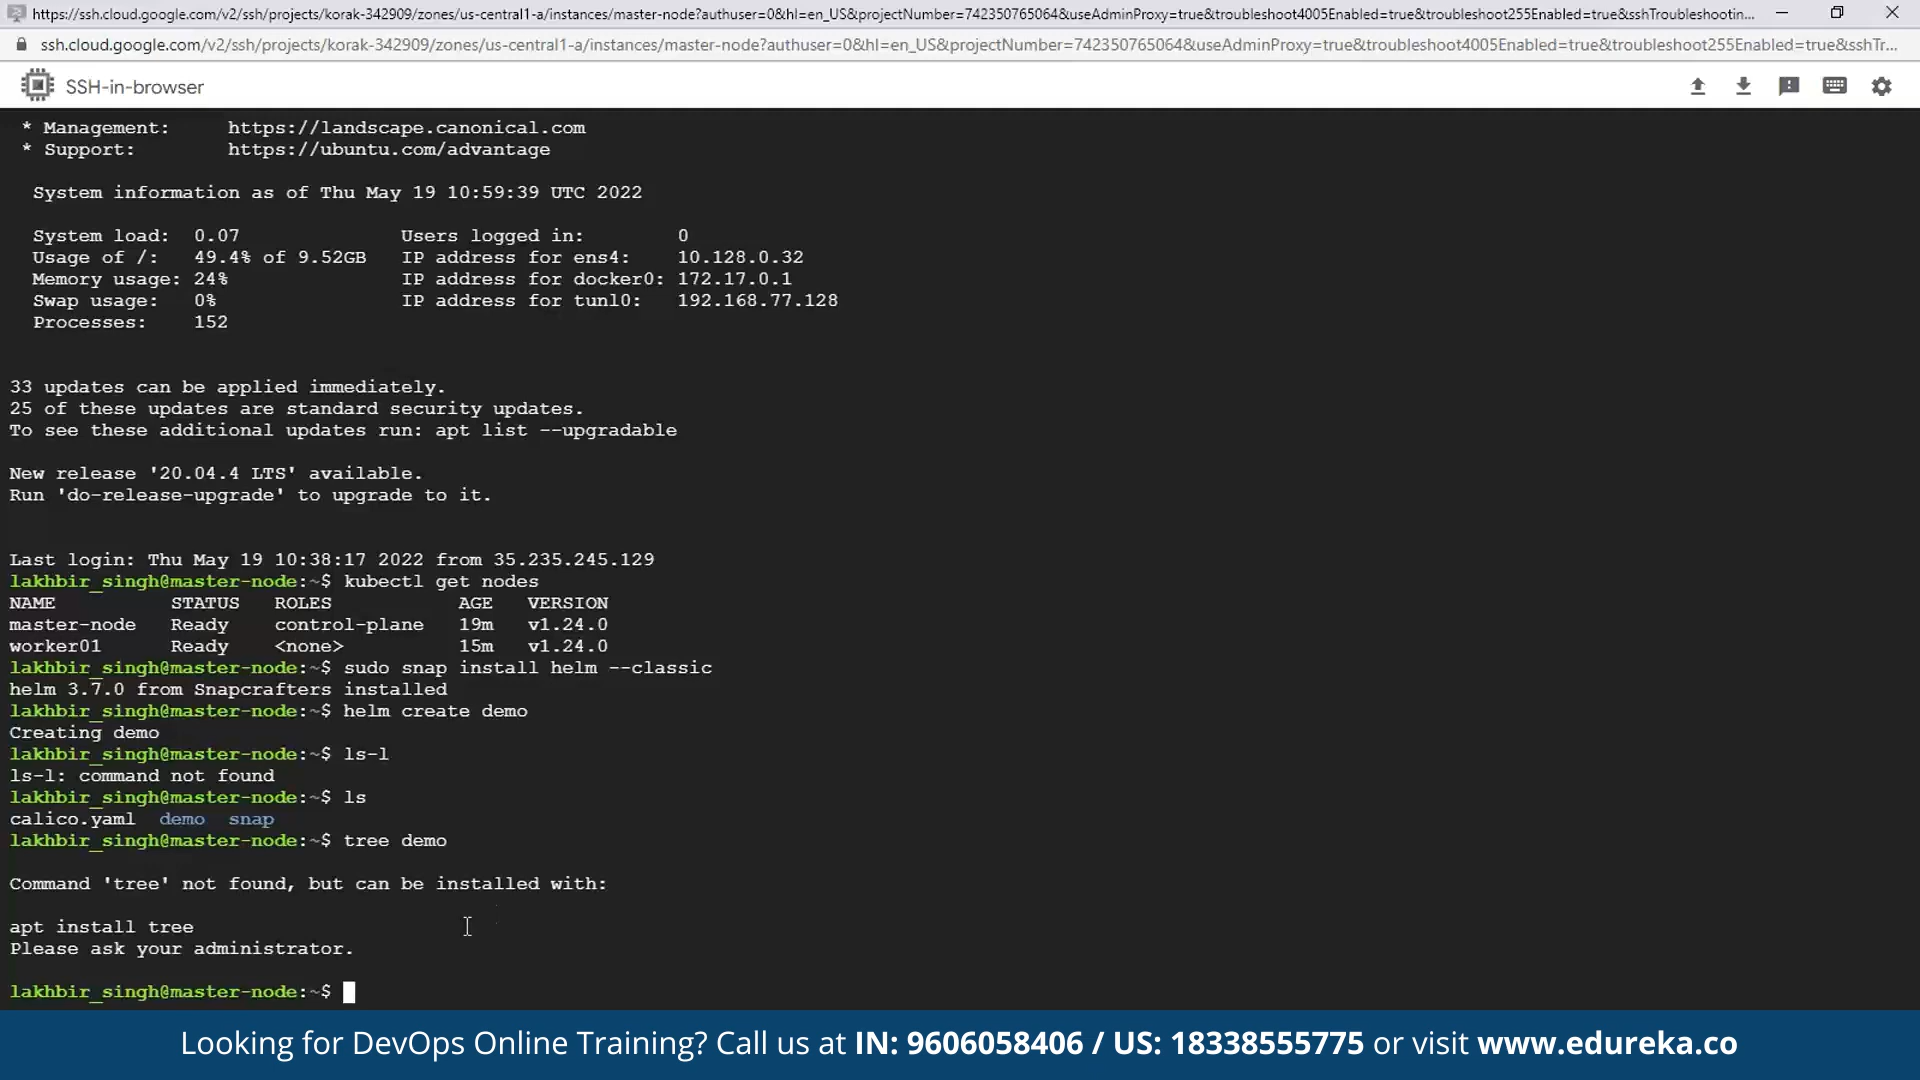 https://ssh.cloud.google.com/v2/ssh/projects/korak-342909/zones/us-central1-a/instances/master-node?authuser=0&hl=en_US&projectNumber=742350765064&useAdminProxy=true&troubleshoot4005Enabled=true&troubleshoot255Enabled=true&sshTroubleshootin...
ssh.cloud.google.com/v2/ssh/projects/korak-342909/zones/us-central1-a/instances/master-node?authuser=0&hl=en_US&projectNumber=742350765064&useAdminProxy=true&troubleshoot4005Enabled=true&troubleshoot255Enabled=true&sshTr...
SSH-in-browser
* Management: https://landscape.canonical.com
* Support: https://ubuntu.com/advantage
System information as of Thu May 19 10:59:39 UTC 2022
System load: 0.07 Users logged in: 0
Usage of /: 49.4% of 9.52GB IP address for ens4: 10.128.0.32
Memory usage: 24% IP address for docker0: 172.17.0.1
Swap usage: 0% IP address for tunl0: 192.168.77.128
Processes: 152
33 updates can be applied immediately.
25 of these updates are standard security updates.
To see these additional updates run: apt list --upgradable
New release '20.04.4 LTS' available.
Run 'do-release-upgrade' to upgrade to it.
Last login: Thu May 19 10:38:17 2022 from 35.235.245.129
lakhbir_singh@master-node:~$ kubectl get nodes
NAME STATUS ROLES AGE VERSION
master-node Ready control-plane 19m v1.24.0
worker01 Ready <none> 15m v1.24.0
lakhbir_singh@master-node:~$ sudo snap install helm --classic
helm 3.7.0 from Snapcrafters installed
lakhbir_singh@master-node:~$ helm create demo
Creating demo
lakhbir_singh@master-node:~$ ls-l
ls-l: command not found
lakhbir_singh@master-node:~$ ls
calico.yaml demo snap
lakhbir_singh@master-node:~$ tree demo
Command 'tree' not found, but can be installed with:
apt install tree
Please ask your administrator.
lakhbir_singh@master-node:~$
Looking for DevOps Online Training? Call us at IN: 9606058406 / US: 18338555775 or visit www.edureka.co